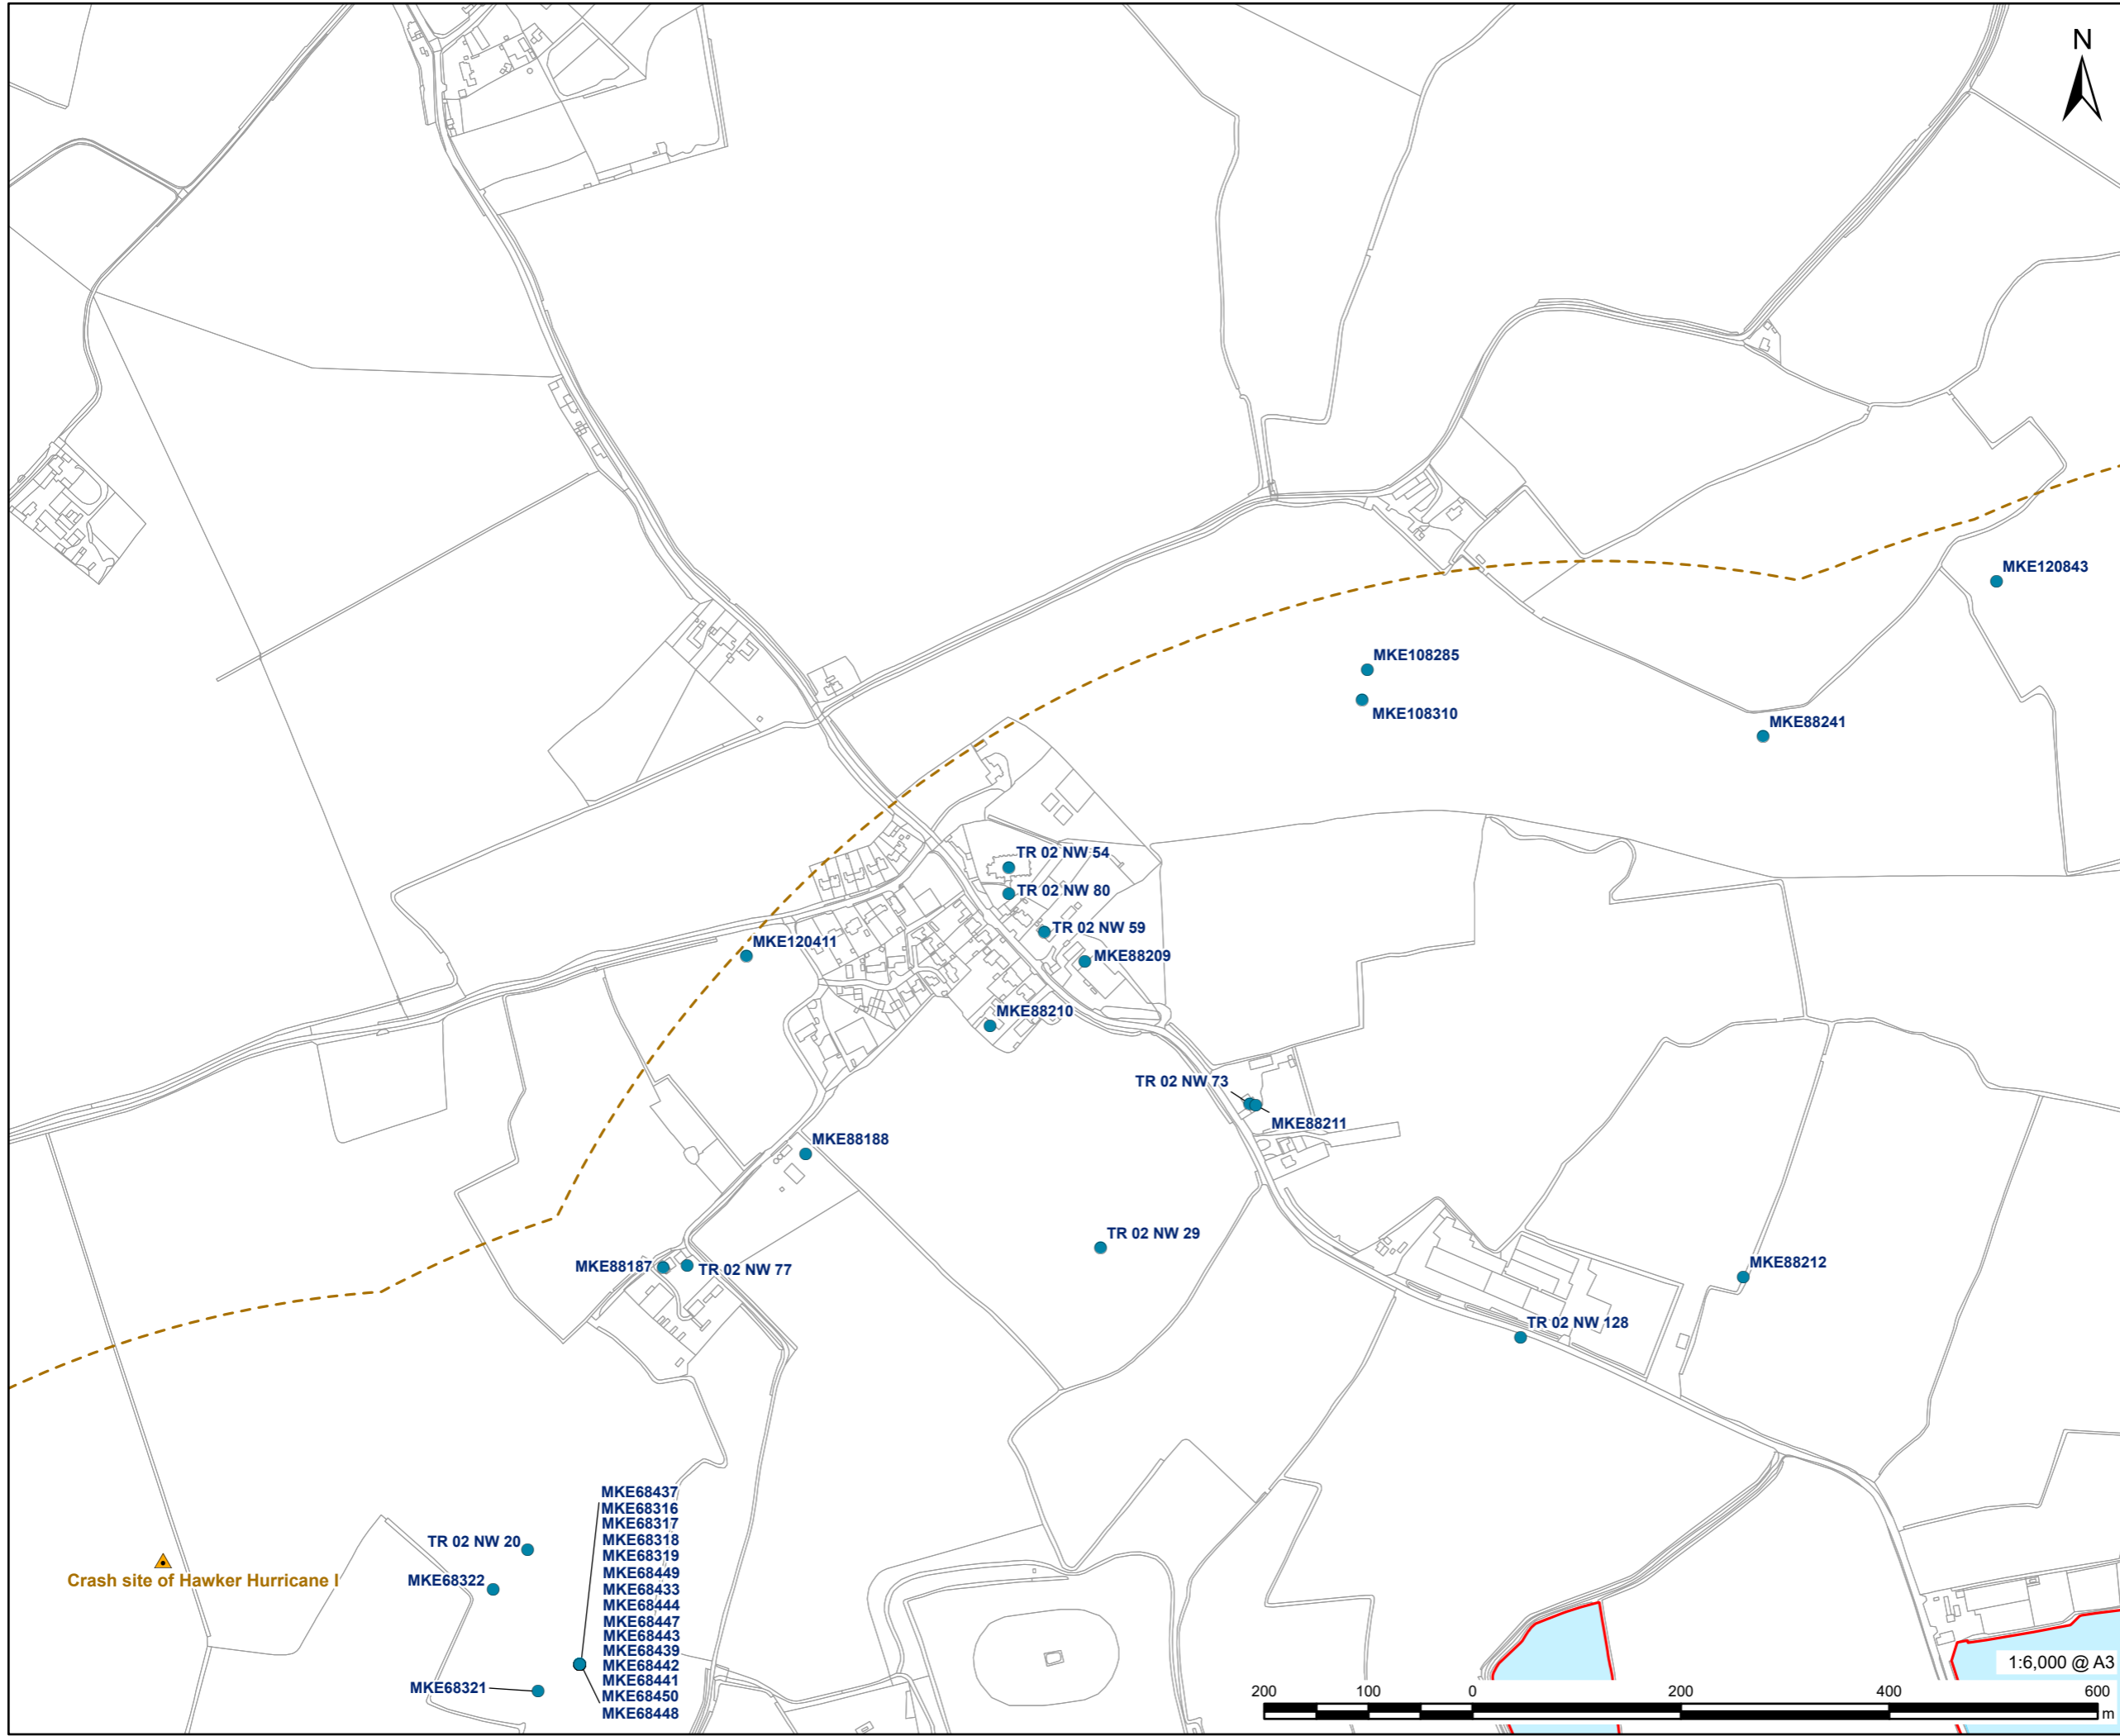 N
MKE120843
MKE108285
MKE108310
MKE88241
TR 02 NW 54
TR 02 NW 80
TR 02 NW 59
MKE120411
MKE88209
MKE88210
TR 02 NW 73
MKE88211
MKE88188
TR 02 NW 29
MKE88187
TR 02 NW 77
MKE88212
TR 02 NW 128
MKE68437
MKE68316
MKE68317
MKE68318
MKE68319
MKE68449
MKE68433
MKE68444
MKE68447
MKE68443
MKE68439
MKE68442
MKE68441
MKE68450
MKE68448
TR 02 NW 20
Crash site of Hawker Hurricane I
MKE68322
MKE68321
1:6,000 @ A3
200 100 0 200 400 600
m